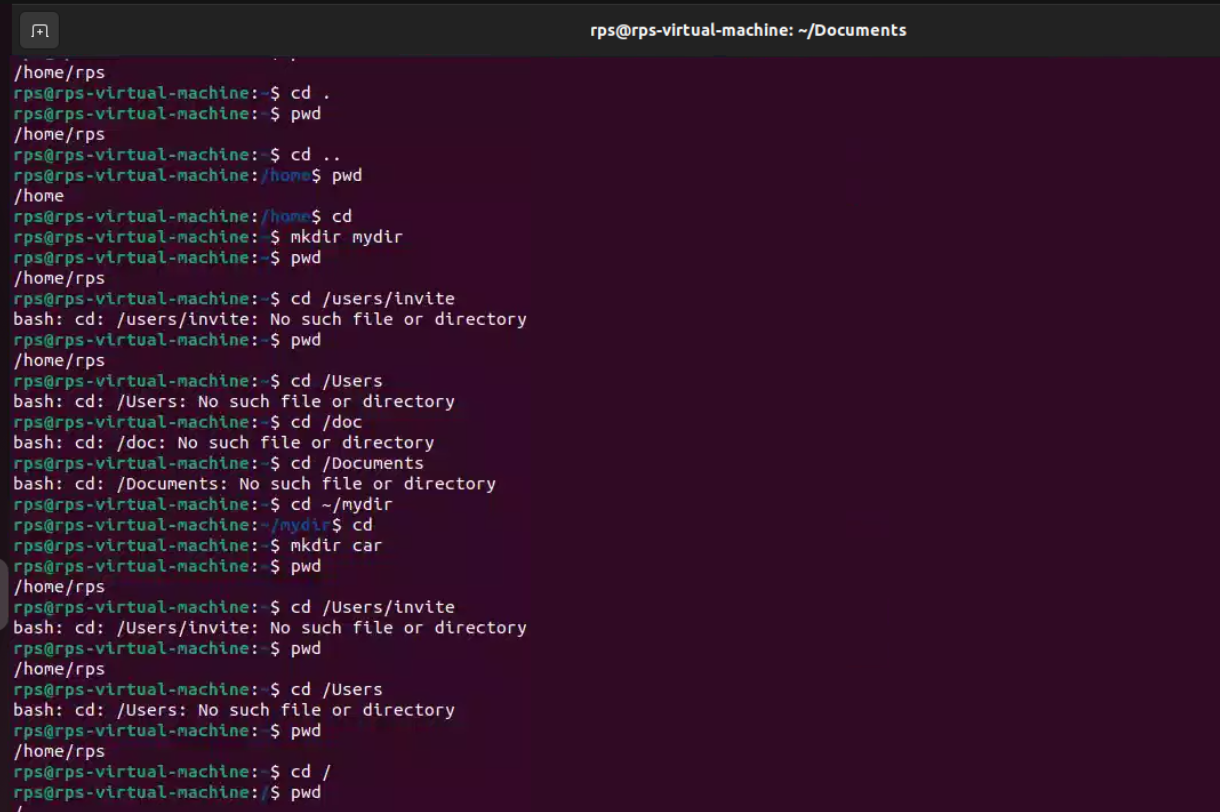 rps@rps-virtual-machine: ~/Documents
/home/rps
rps@rps-virtual-machine:~$ cd .
rps@rps-virtual-machine:~$ pwd
/home/rps
rps@rps-virtual-machine:~$ cd ..
rps@rps-virtual-machine:/home$ pwd
/home
rps@rps-virtual-machine:/home$ cd
rps@rps-virtual-machine:~$ mkdir mydir
rps@rps-virtual-machine:~$ pwd
/home/rps
rps@rps-virtual-machine:~$ cd /users/invite
bash: cd: /users/invite: No such file or directory
rps@rps-virtual-machine:~$ pwd
/home/rps
rps@rps-virtual-machine:~$ cd /Users
bash: cd: /Users: No such file or directory
rps@rps-virtual-machine:~$ cd /doc
bash: cd: /doc: No such file or directory
rps@rps-virtual-machine:~$ cd /Documents
bash: cd: /Documents: No such file or directory
rps@rps-virtual-machine:~$ cd ~/mydir
rps@rps-virtual-machine:~/mydir$ cd
rps@rps-virtual-machine:~$ mkdir car
rps@rps-virtual-machine:~$ pwd
/home/rps
rps@rps-virtual-machine:~$ cd /Users/invite
bash: cd: /Users/invite: No such file or directory
rps@rps-virtual-machine:~$ pwd
/home/rps
rps@rps-virtual-machine:~$ cd /Users
bash: cd: /Users: No such file or directory
rps@rps-virtual-machine:~$ pwd
/home/rps
rps@rps-virtual-machine:~$ cd /
rps@rps-virtual-machine:/$ pwd